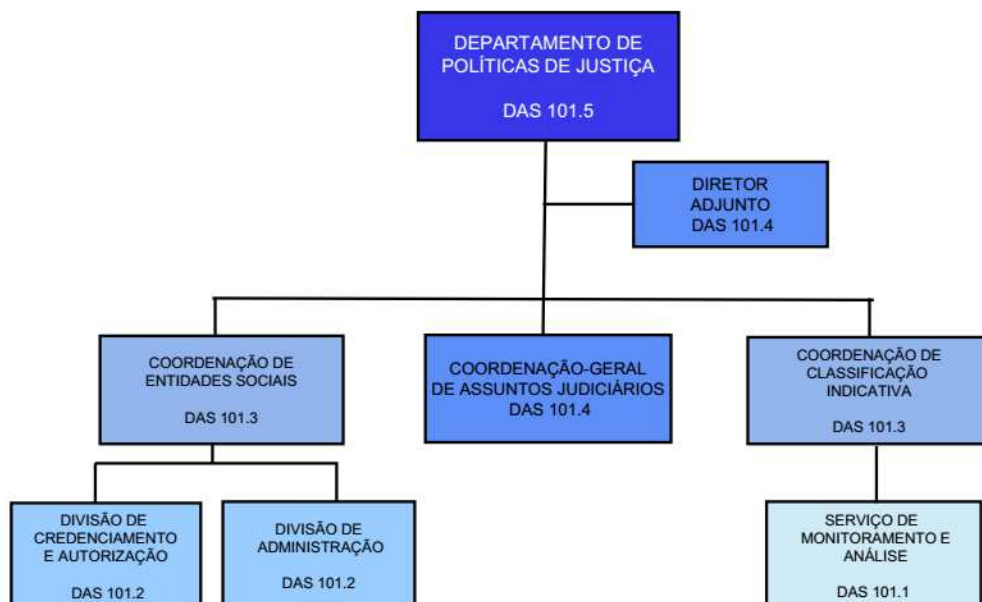 DEPARTAMENTO DE
POLÍTICAS DE JUSTIÇA
DAS 101.5
DIRETOR
ADJUNTO
DAS 101.4
COORDENAÇÃO DE
ENTIDADES SOCIAIS
DAS 101.3
COORDENAÇÃO-GERAL
DE ASSUNTOS JUDICIÁRIOS
DAS 101.4
COORDENAÇÃO DE
CLASSIFICAÇÃO
INDICATIVA
DAS 101.3
DIVISÃO DE
CREDENCIAMENTO
E AUTORIZAÇÃO
DAS 101.2
DIVISÃO DE
ADMINISTRAÇÃO
DAS 101.2
SERVIÇO DE
MONITORAMENTO E
ANÁLISE
DAS 101.1